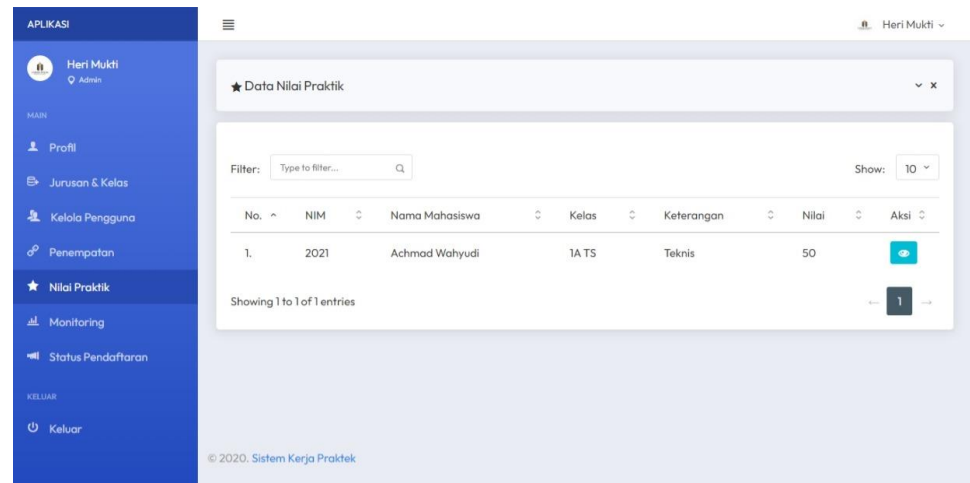 APLIKASI
Heri Mukti
Heri Mukti
Admin
MAIN
Profil
Jurusan & Kelas
Kelola Pengguna
Penempatan
Nilai Praktik
Monitoring
Status Pendaftaran
KELUAR
Keluar
Data Nilai Praktik
Filter: Type to filter... Show: 10
No. NIM Nama Mahasiswa Kelas Keterangan Nilai Aksi
1. 2021 Achmad Wahyudi 1A TS Teknis 50
Showing 1 to 1 of 1 entries
← 1 →
© 2020. Sistem Kerja Praktek